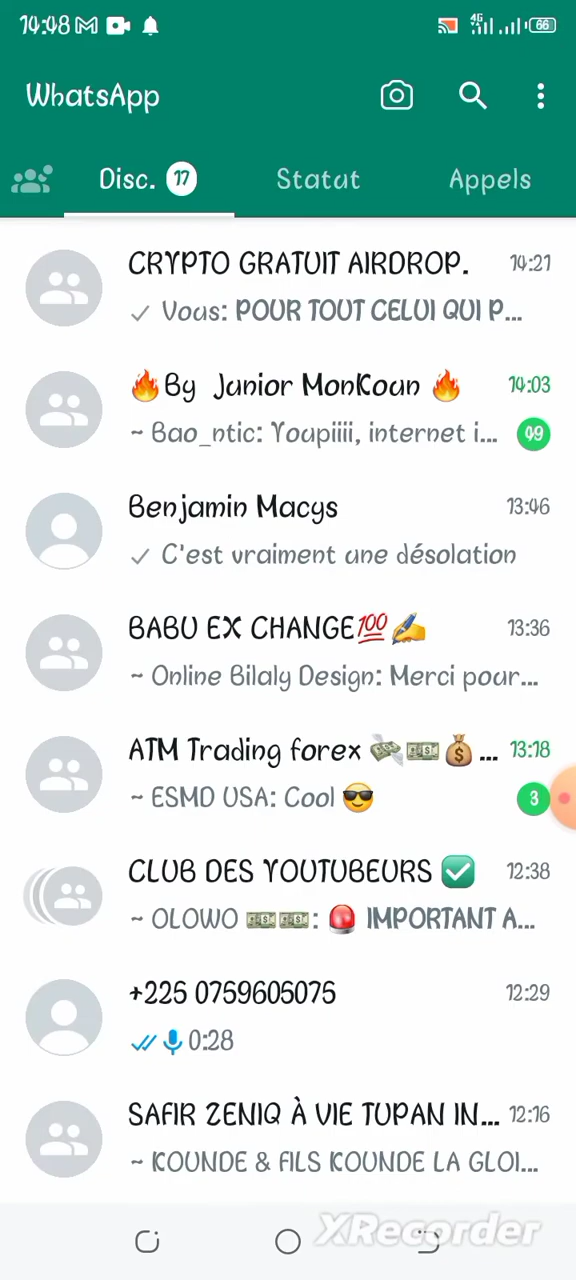 14:48 4G 66
WhatsApp
Disc. 17 Statut Appels
CRYPTO GRATUIT AIRDROP. 14:21
✓ Vous: POUR TOUT CELUI QUI P...
🔥By Junior MonKoun 🔥 14:03
~ Bao_ntic: Youpiiii, internet i... 49
Benjamin Macys 13:46
✓ C'est vraiment une désolation
BABU EX CHANGE💯✍️ 13:36
~ Online Bilaly Design: Merci pour...
ATM Trading forex 💸💵💰 ... 13:18
~ ESMD USA: Cool 😎 3
CLUB DES YOUTUBEURS ✅ 12:38
~ OLOWO 💵💵: 🚨 IMPORTANT A...
+225 0759605075 12:29
0:28
SAFIR ZENIQ À VIE TUPAN IN... 12:16
~ KOUNDE & FILS KOUNDE LA GLOI...
XRecorder